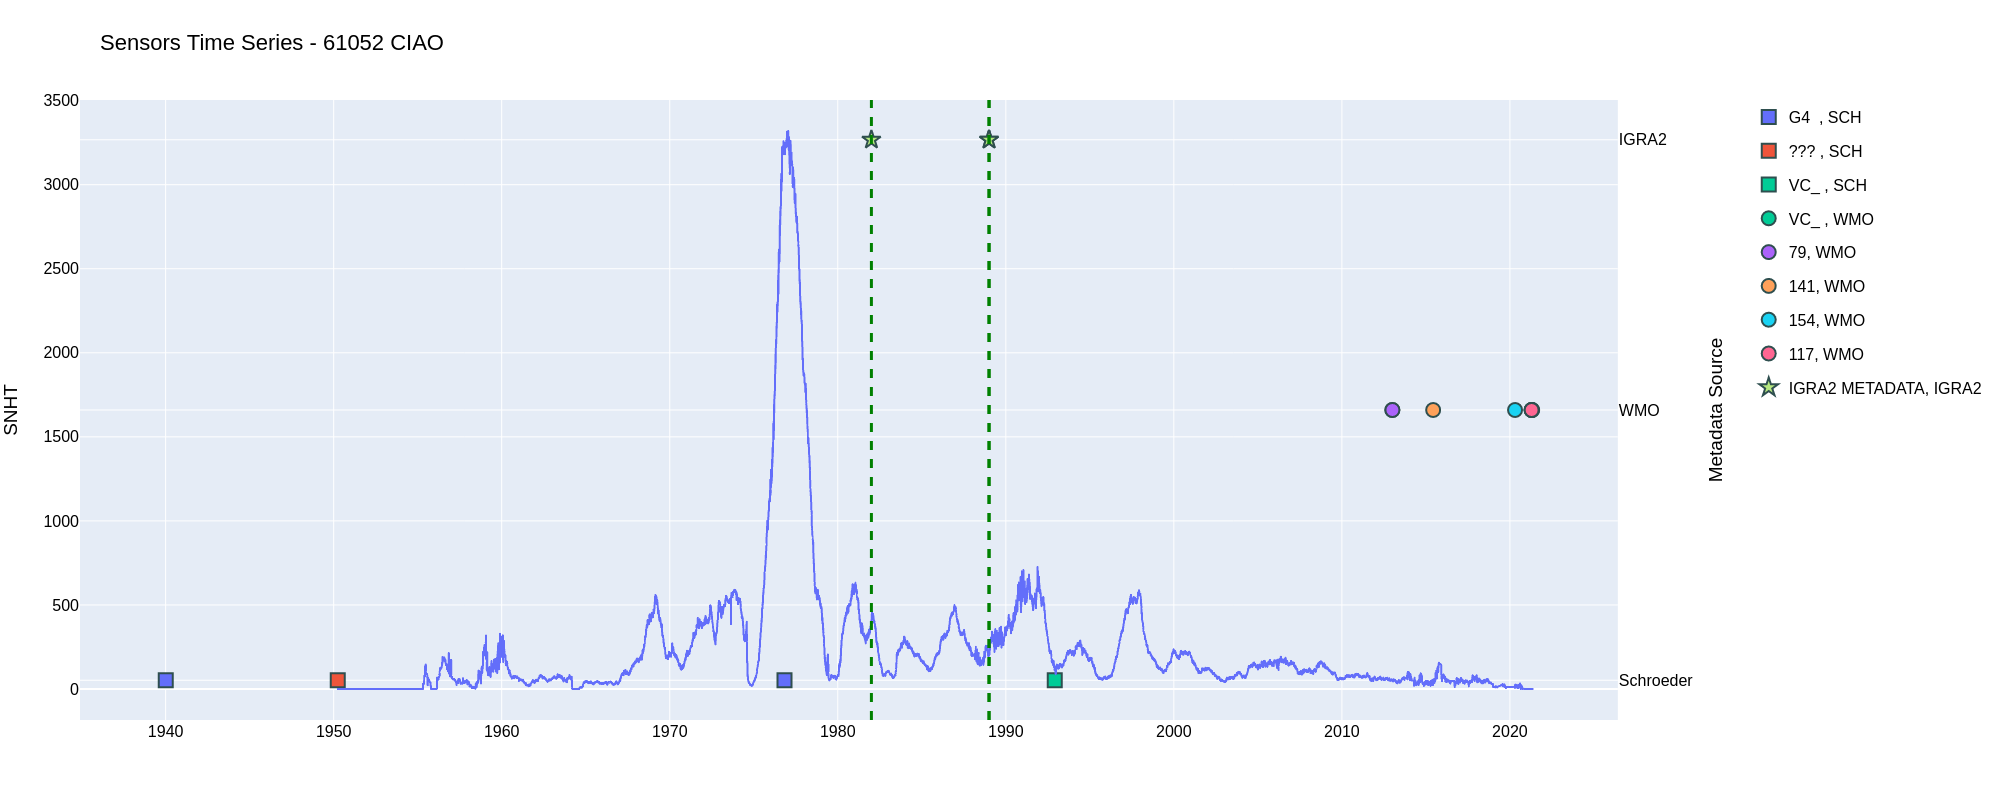 Sensors Time Series - 61052 CIAO
SNHT
3500
3000
2500
2000
1500
1000
500
0
1940 1950 1960 1970 1980 1990 2000 2010 2020
IGRA2
WMO
Schroeder
Metadata Source
G4 , SCH
??? , SCH
VC_ , SCH
VC_ , WMO
79, WMO
141, WMO
154, WMO
117, WMO
IGRA2 METADATA, IGRA2